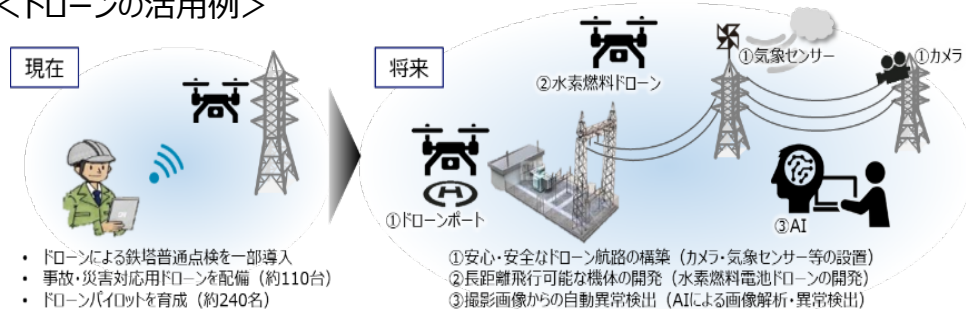 ＜ドローンの活用例＞
現在
将来
①気象センサー
①カメラ
②水素燃料ドローン
①ドローンポート
③AI
• ドローンによる鉄塔普通点検を一部導入
• 事故・災害対応用ドローンを配備（約110台）
• ドローンパイロットを育成（約240名）
①安心・安全なドローン航路の構築（カメラ・気象センサー等の設置）
②長距離飛行可能な機体の開発（水素燃料電池ドローンの開発）
③撮影画像からの自動異常検出（AIによる画像解析・異常検出）